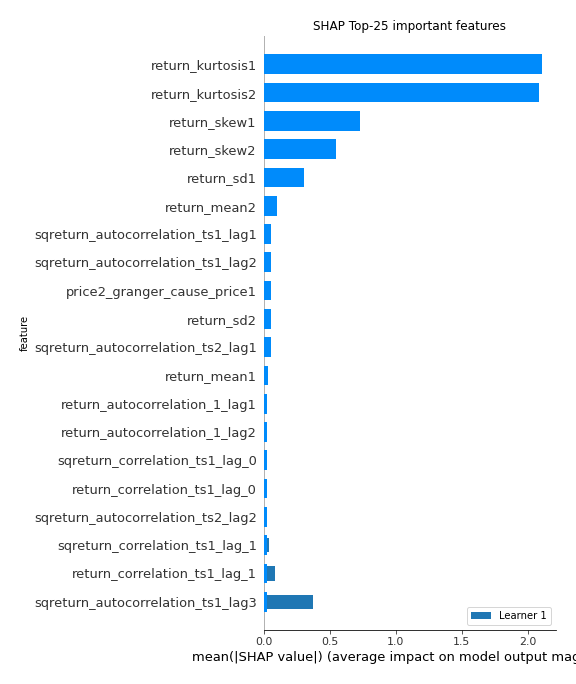 SHAP Top-25 important features
return_kurtosis1
return_kurtosis2
return_skew1
return_skew2
return_sd1
return_mean2
sqreturn_autocorrelation_ts1_lag1
sqreturn_autocorrelation_ts1_lag2
price2_granger_cause_price1
return_sd2
sqreturn_autocorrelation_ts2_lag1
return_mean1
return_autocorrelation_1_lag1
return_autocorrelation_1_lag2
sqreturn_correlation_ts1_lag_0
return_correlation_ts1_lag_0
sqreturn_autocorrelation_ts2_lag2
sqreturn_correlation_ts1_lag_1
return_correlation_ts1_lag_1
sqreturn_autocorrelation_ts1_lag3
feature
Learner 1
0.0 0.5 1.0 1.5 2.0
mean(|SHAP value|) (average impact on model output mag